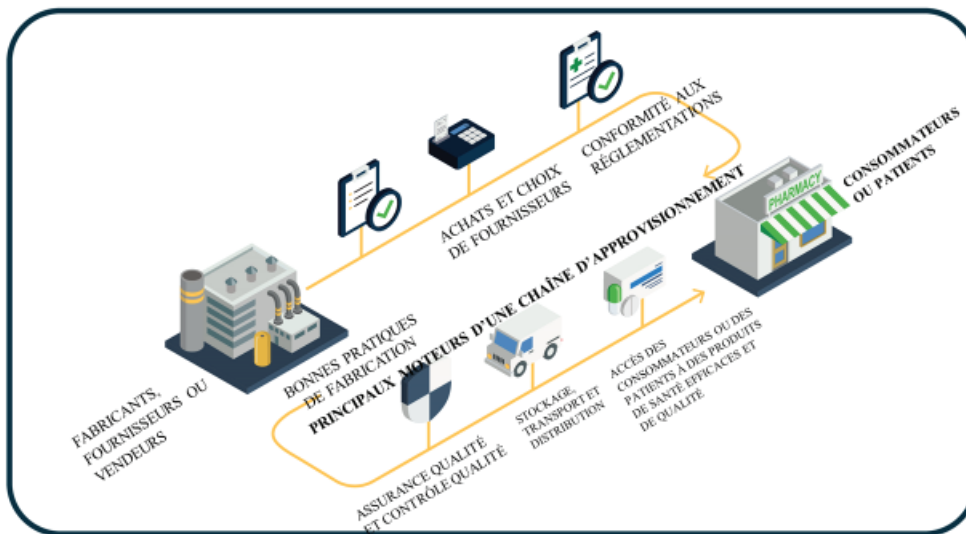 FABRICANTS,
FOURNISSEURS OU
VENDEURS
BONNES PRATIQUES
DE FABRICATION
ACHATS ET CHOIX
DE FOURNISSEURS
CONFORMITÉ AUX
RÉGLEMENTATIONS
PRINCIPAUX MOTEURS D'UNE CHAÎNE D'APPROVISIONNEMENT
PHARMACY
CONSOMMATEURS
OU PATIENTS
ASSURANCE QUALITÉ
ET CONTRÔLE QUALITÉ
STOCKAGE,
TRANSPORT ET
DISTRIBUTION
ACCÈS DES
CONSOMMATEURS OU DES
PATIENTS À DES PRODUITS
DE SANTÉ EFFICACES ET
DE QUALITÉ